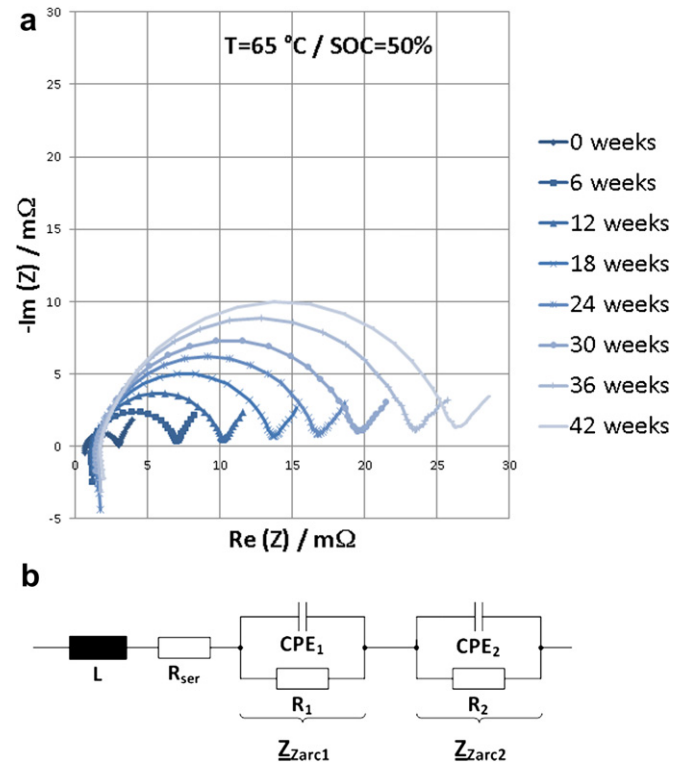 a
T=65 °C / SOC=50%
30
25
20
15
10
5
0
-5
-Im (Z) / mΩ
0
5
10
15
20
25
30
Re (Z) / mΩ
0 weeks
6 weeks
12 weeks
18 weeks
24 weeks
30 weeks
36 weeks
42 weeks
b
L
Rser
CPE1
R1
ZZarc1
CPE2
R2
ZZarc2